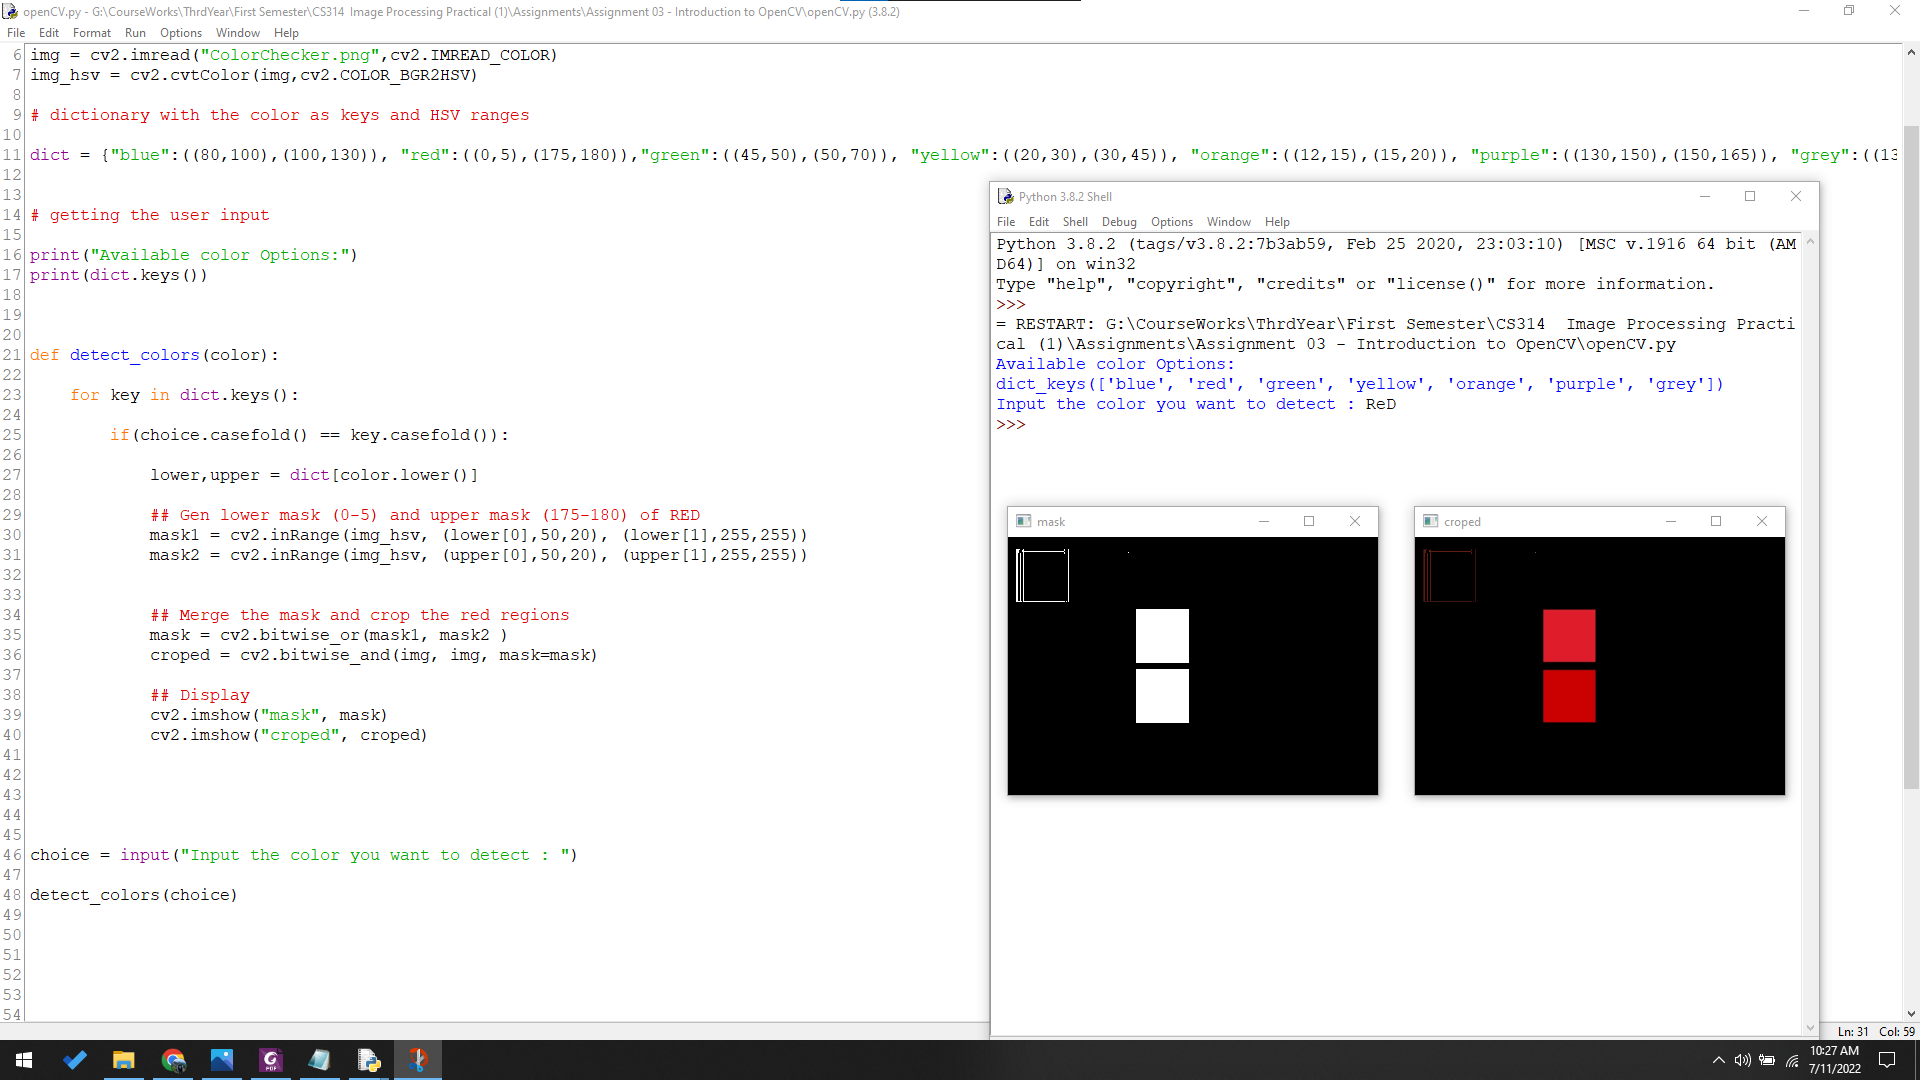 openCV.py - G:\CourseWorks\ThrdYear\First Semester\CS314  Image Processing Practical (1)\Assignments\Assignment 03 - Introduction to OpenCV\openCV.py (3.8.2)
File Edit Format Run Options Window Help
6 img = cv2.imread("ColorChecker.png",cv2.IMREAD_COLOR)
7 img_hsv = cv2.cvtColor(img,cv2.COLOR_BGR2HSV)
8
9 # dictionary with the color as keys and HSV ranges
10
11 dict = {"blue":((80,100),(100,130)), "red":((0,5),(175,180)),"green":((45,50),(50,70)), "yellow":((20,30),(30,45)), "orange":((12,15),(15,20)), "purple":((130,150),(150,165)), "grey":((13
12
13
14 # getting the user input
15
16 print("Available color Options:")
17 print(dict.keys())
18
19
20
21 def detect_colors(color):
22
23     for key in dict.keys():
24
25         if(choice.casefold() == key.casefold()):
26
27             lower,upper = dict[color.lower()]
28
29             ## Gen lower mask (0-5) and upper mask (175-180) of RED
30             mask1 = cv2.inRange(img_hsv, (lower[0],50,20), (lower[1],255,255))
31             mask2 = cv2.inRange(img_hsv, (upper[0],50,20), (upper[1],255,255))
32
33
34             ## Merge the mask and crop the red regions
35             mask = cv2.bitwise_or(mask1, mask2 )
36             croped = cv2.bitwise_and(img, img, mask=mask)
37
38             ## Display
39             cv2.imshow("mask", mask)
40             cv2.imshow("croped", croped)
41
42
43
44
45
46 choice = input("Input the color you want to detect : ")
47
48 detect_colors(choice)
49
50
51
52
53
54
Python 3.8.2 Shell
File Edit Shell Debug Options Window Help
Python 3.8.2 (tags/v3.8.2:7b3ab59, Feb 25 2020, 23:03:10) [MSC v.1916 64 bit (AM
D64)] on win32
Type "help", "copyright", "credits" or "license()" for more information.
>>>
= RESTART: G:\CourseWorks\ThrdYear\First Semester\CS314  Image Processing Practi
cal (1)\Assignments\Assignment 03 - Introduction to OpenCV\openCV.py
Available color Options:
dict_keys(['blue', 'red', 'green', 'yellow', 'orange', 'purple', 'grey'])
Input the color you want to detect : ReD
>>>
mask
croped
Ln: 31 Col: 59
PDF
10:27 AM
7/11/2022